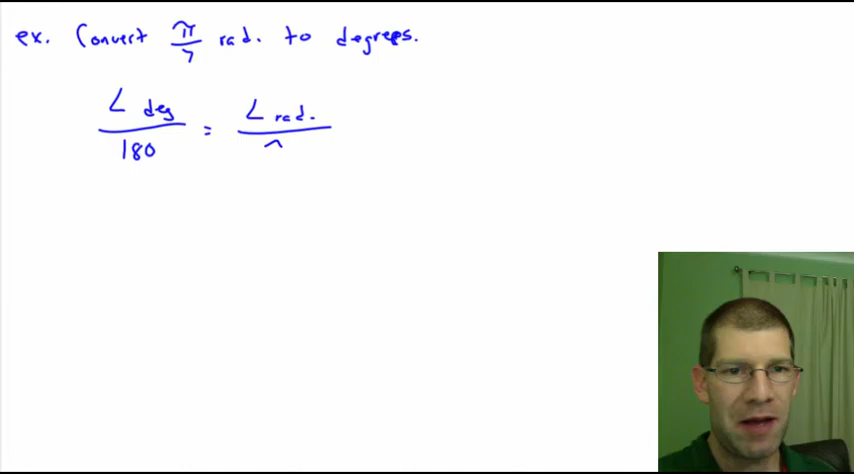 ex. Convert π/7 rad. to degrees.
∠ deg / 180 = ∠ rad. /